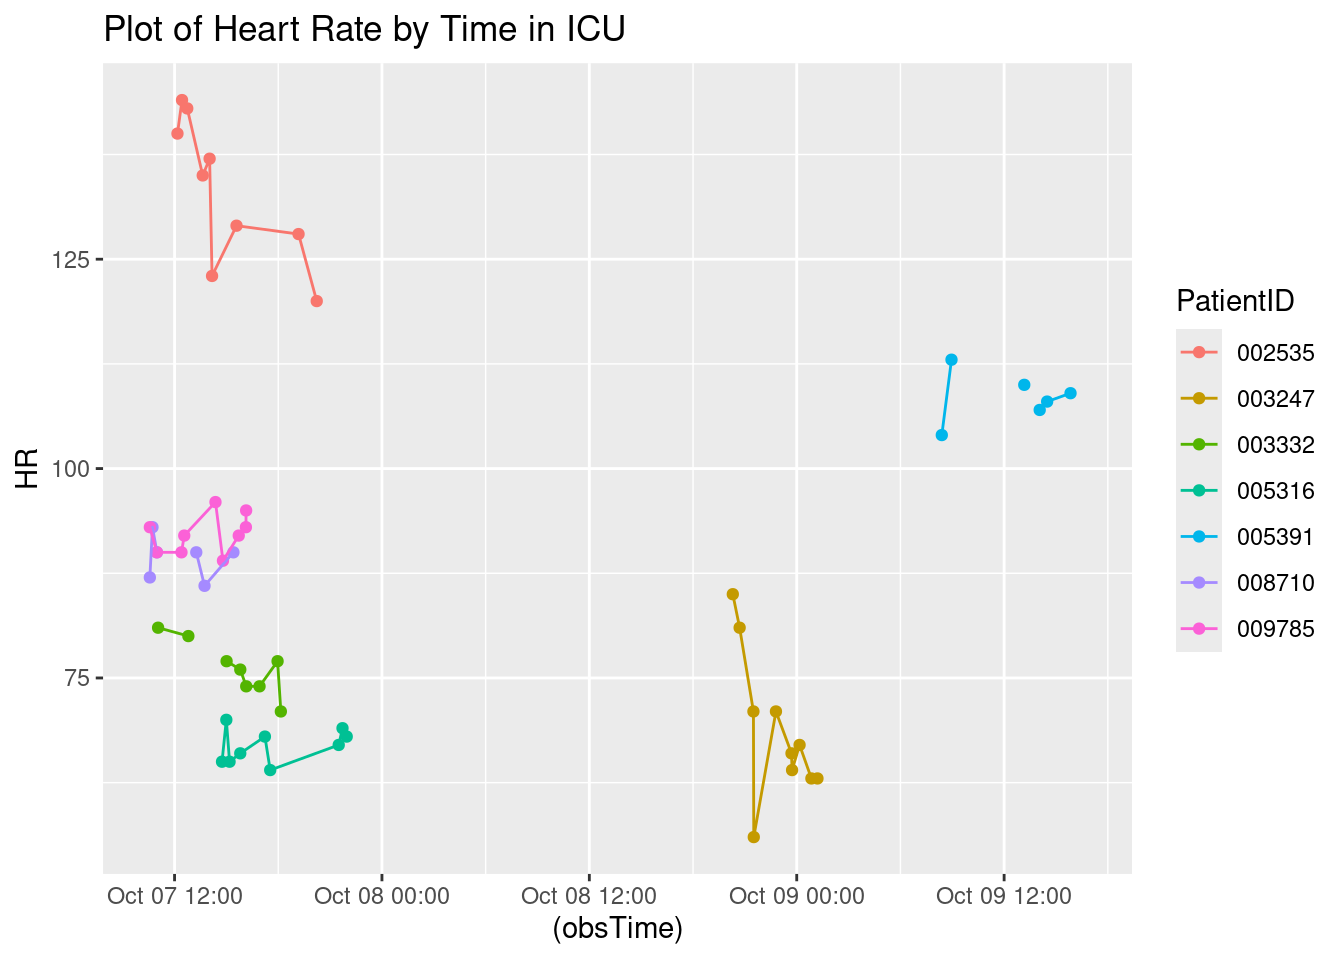 Plot of Heart Rate by Time in ICU
125
100
75
HR
Oct 07 12:00
Oct 08 00:00
Oct 08 12:00
Oct 09 00:00
Oct 09 12:00
(obsTime)
PatientID
002535
003247
003332
005316
005391
008710
009785